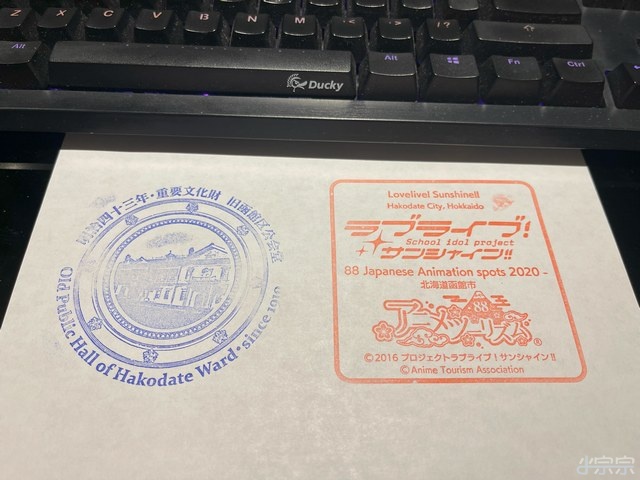 Alt
Z X C V B N M < > ? !?
Alt Fn Ctrl
Ducky
明治四十三年・重要文化財 旧函館区公会堂
Old Public Hall of Hakodate Ward・since 1910
Lovelive! Sunshine!!
Hakodate City, Hokkaido
ラブライブ!
School idol project
サンシャイン!!
88 Japanese Animation spots 2020 -
北海道函館市
88
アニメツーリズム®
©2016 プロジェクトラブライブ!サンシャイン!!
©Anime Tourism Association
小宗宗